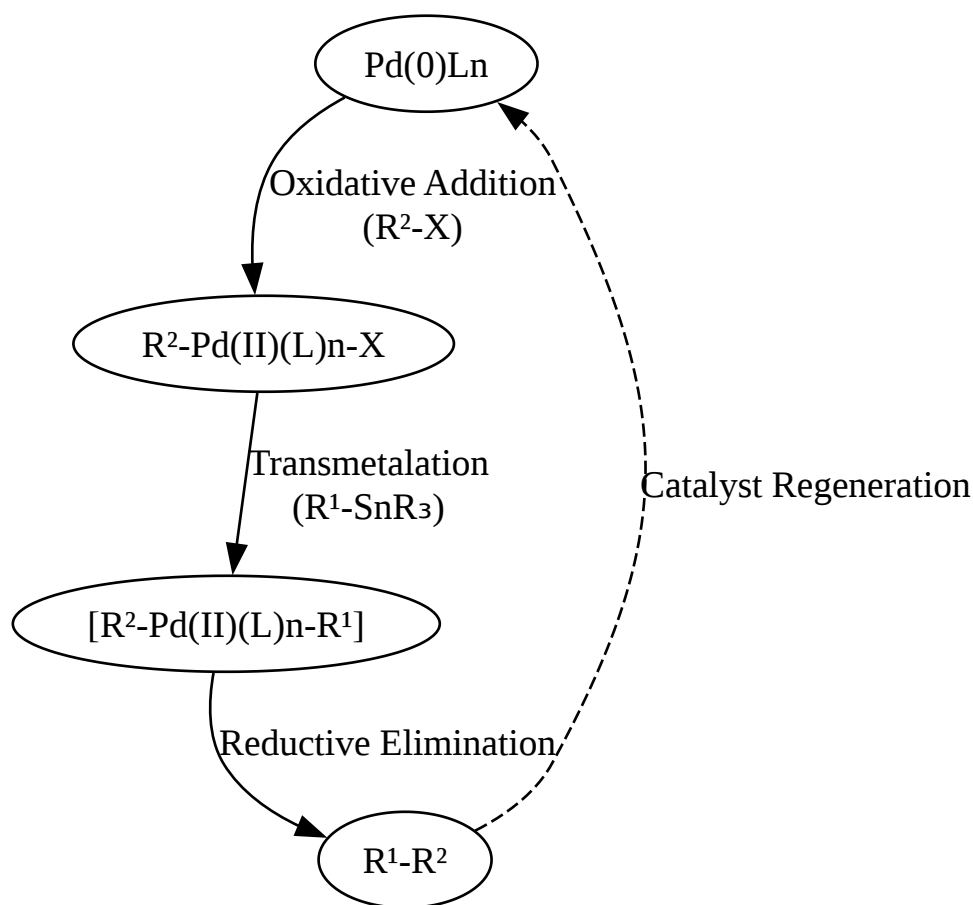 Pd(0)Ln
Oxidative Addition
(R²-X)
R²-Pd(II)(L)n-X
Transmetalation
(R¹-SnR₃)
Catalyst Regeneration
[R²-Pd(II)(L)n-R¹]
Reductive Elimination
R¹-R²